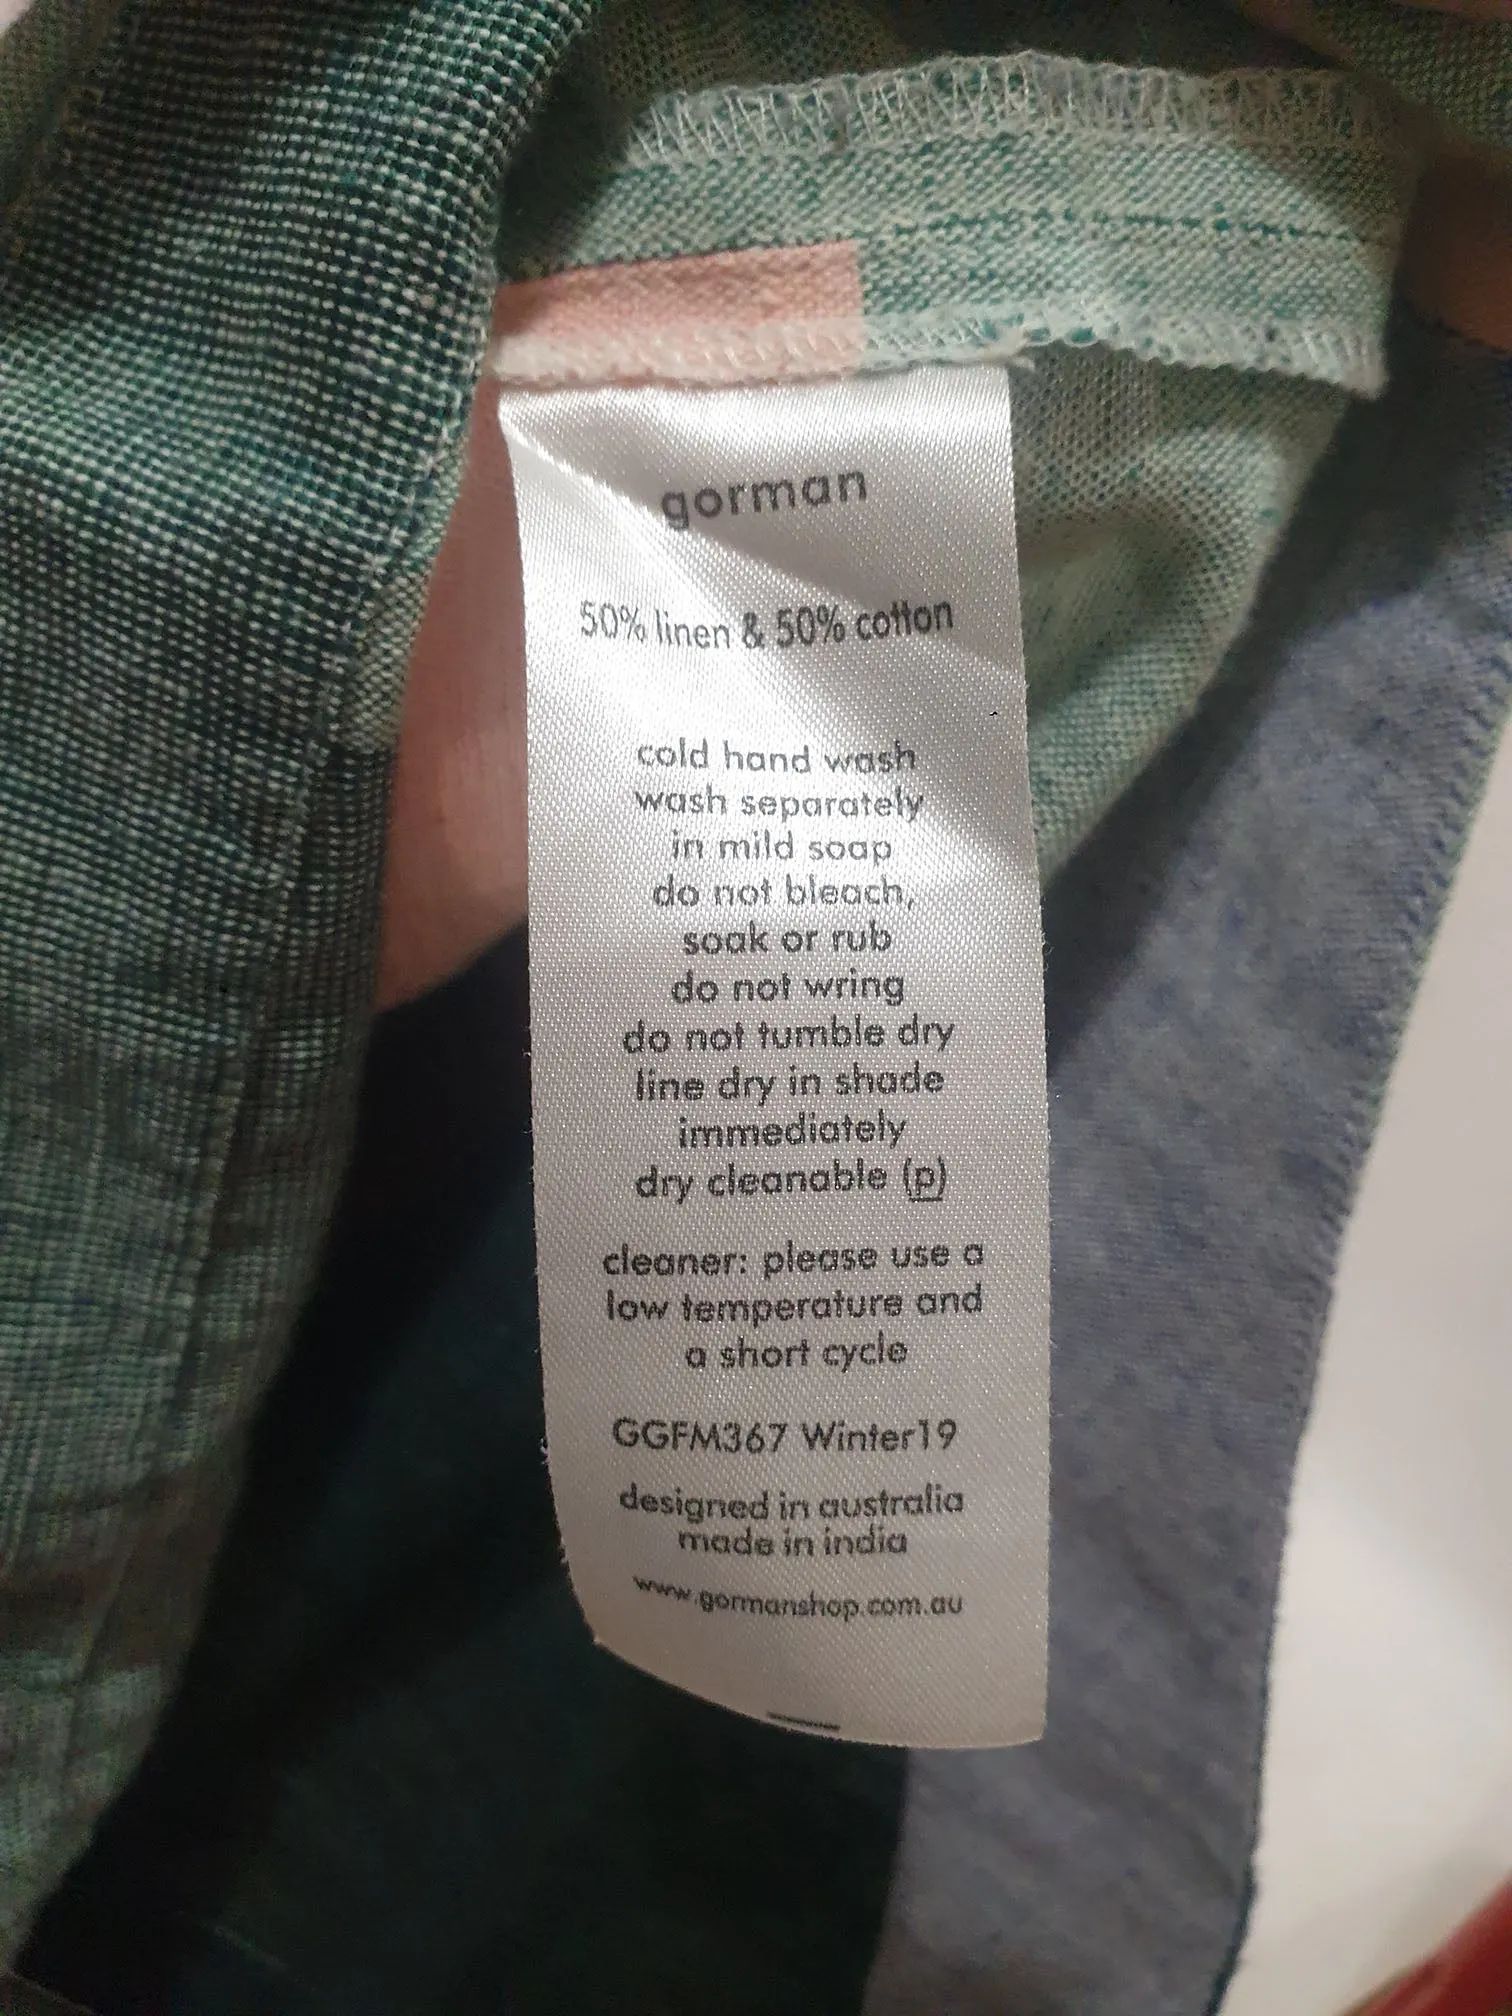 gorman
50% linen & 50% cotton
cold hand wash
wash separately
in mild soap
do not bleach,
soak or rub
do not wring
do not tumble dry
line dry in shade
immediately
dry cleanable (p)
cleaner: please use a
low temperature and
a short cycle
GGFM367 Winter19
designed in australia
made in india
www.gormanshop.com.au